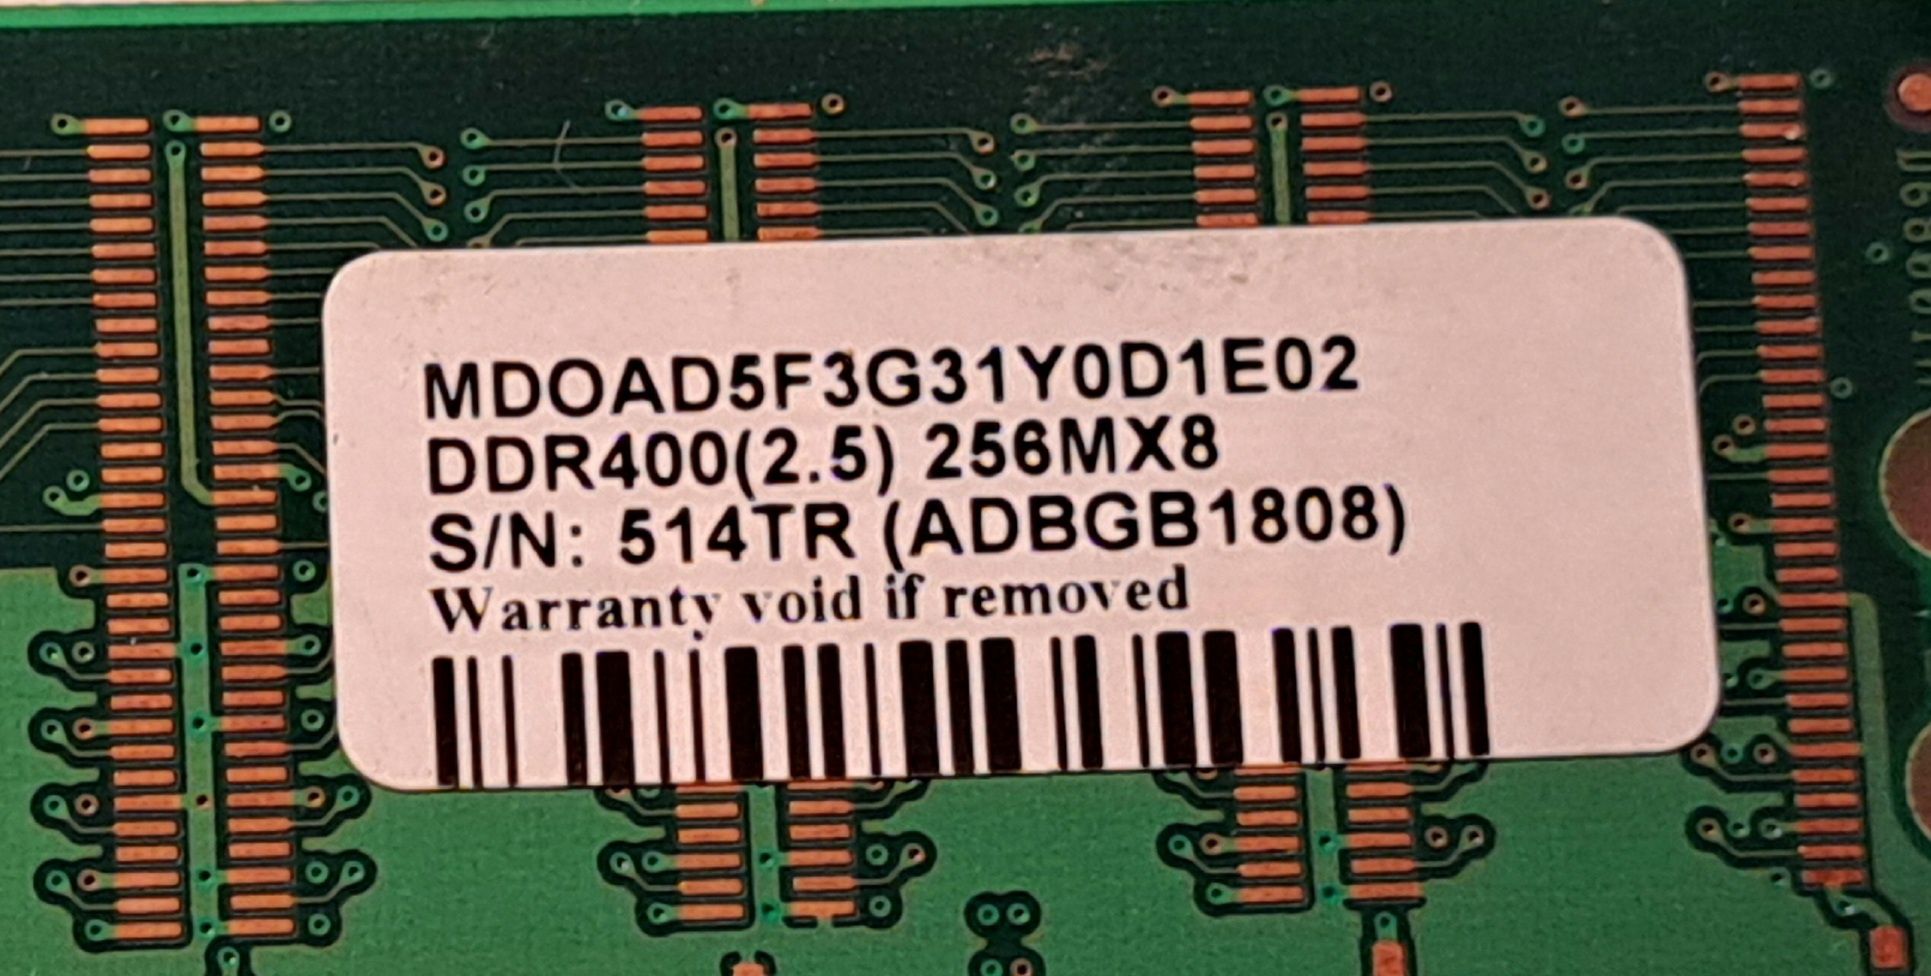 MDOAD5F3G31Y0D1E02
DDR400(2.5) 256MX8
S/N: 514TR (ADBGB1808)
Warranty void if removed